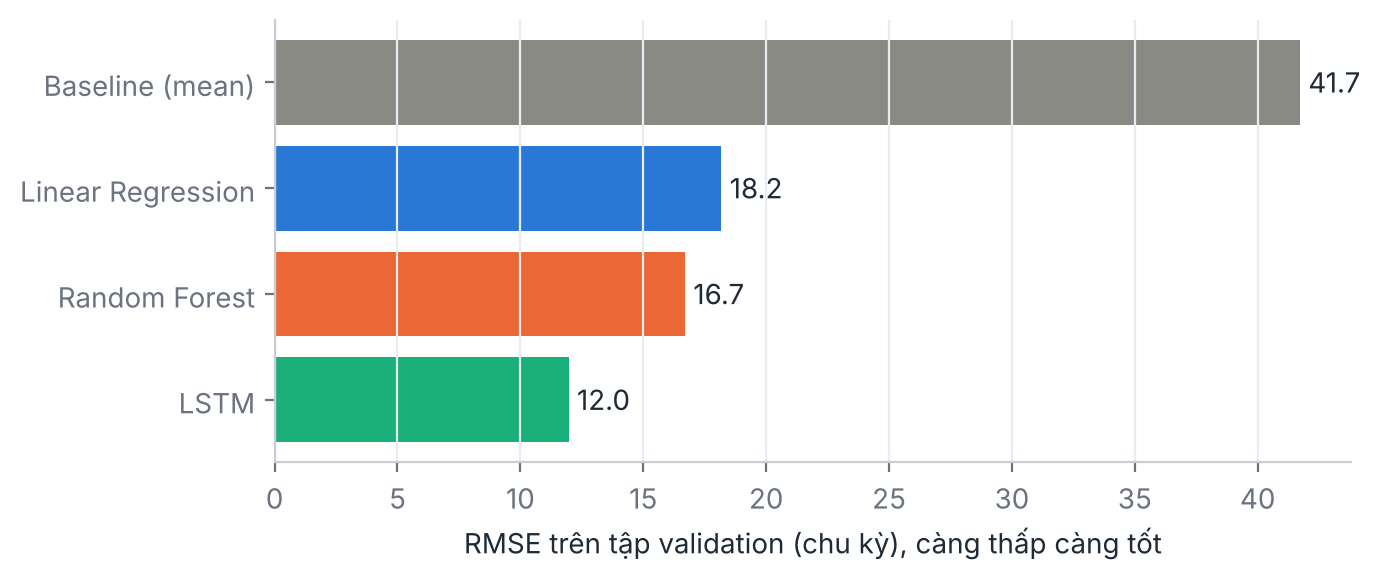 Baseline (mean) 41.7
Linear Regression 18.2
Random Forest 16.7
LSTM 12.0
0 5 10 15 20 25 30 35 40
RMSE trên tập validation (chu kỳ), càng thấp càng tốt